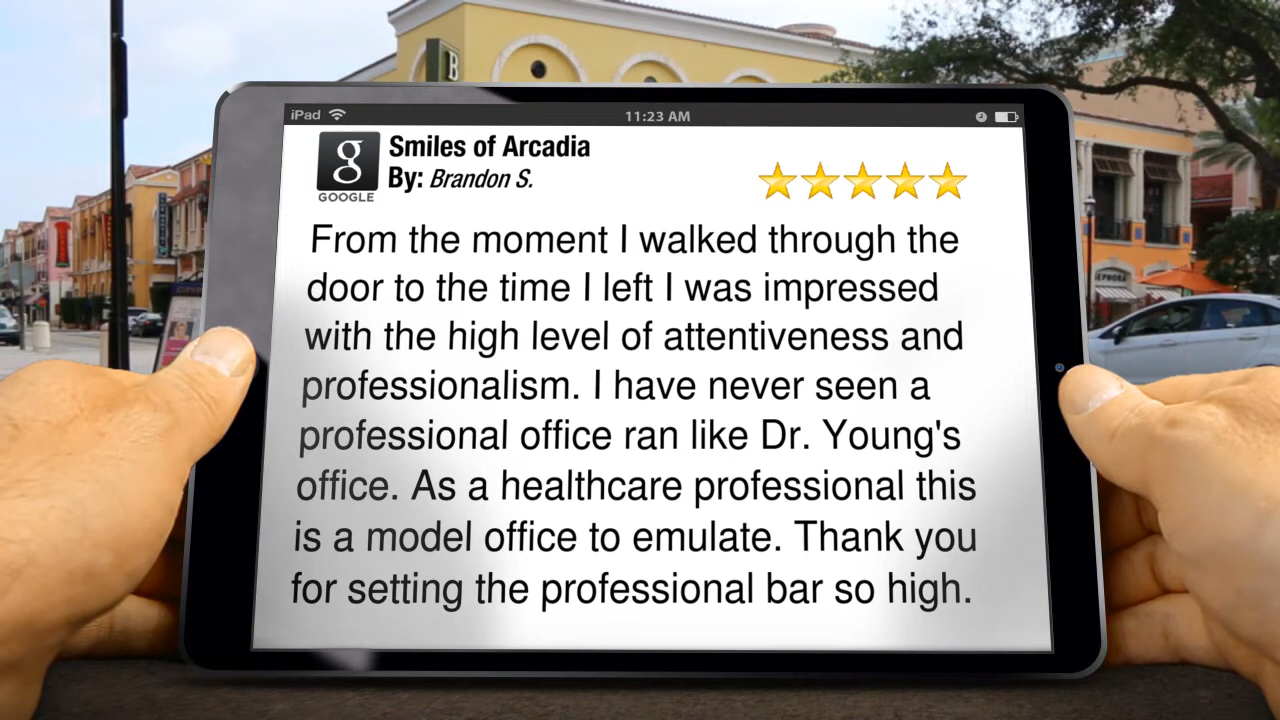 iPad 11:23 AM
g
GOOGLE
Smiles of Arcadia
By: Brandon S.
From the moment I walked through the
door to the time I left I was impressed
with the high level of attentiveness and
professionalism. I have never seen a
professional office ran like Dr. Young's
office. As a healthcare professional this
is a model office to emulate. Thank you
for setting the professional bar so high.
B
SEPHORA